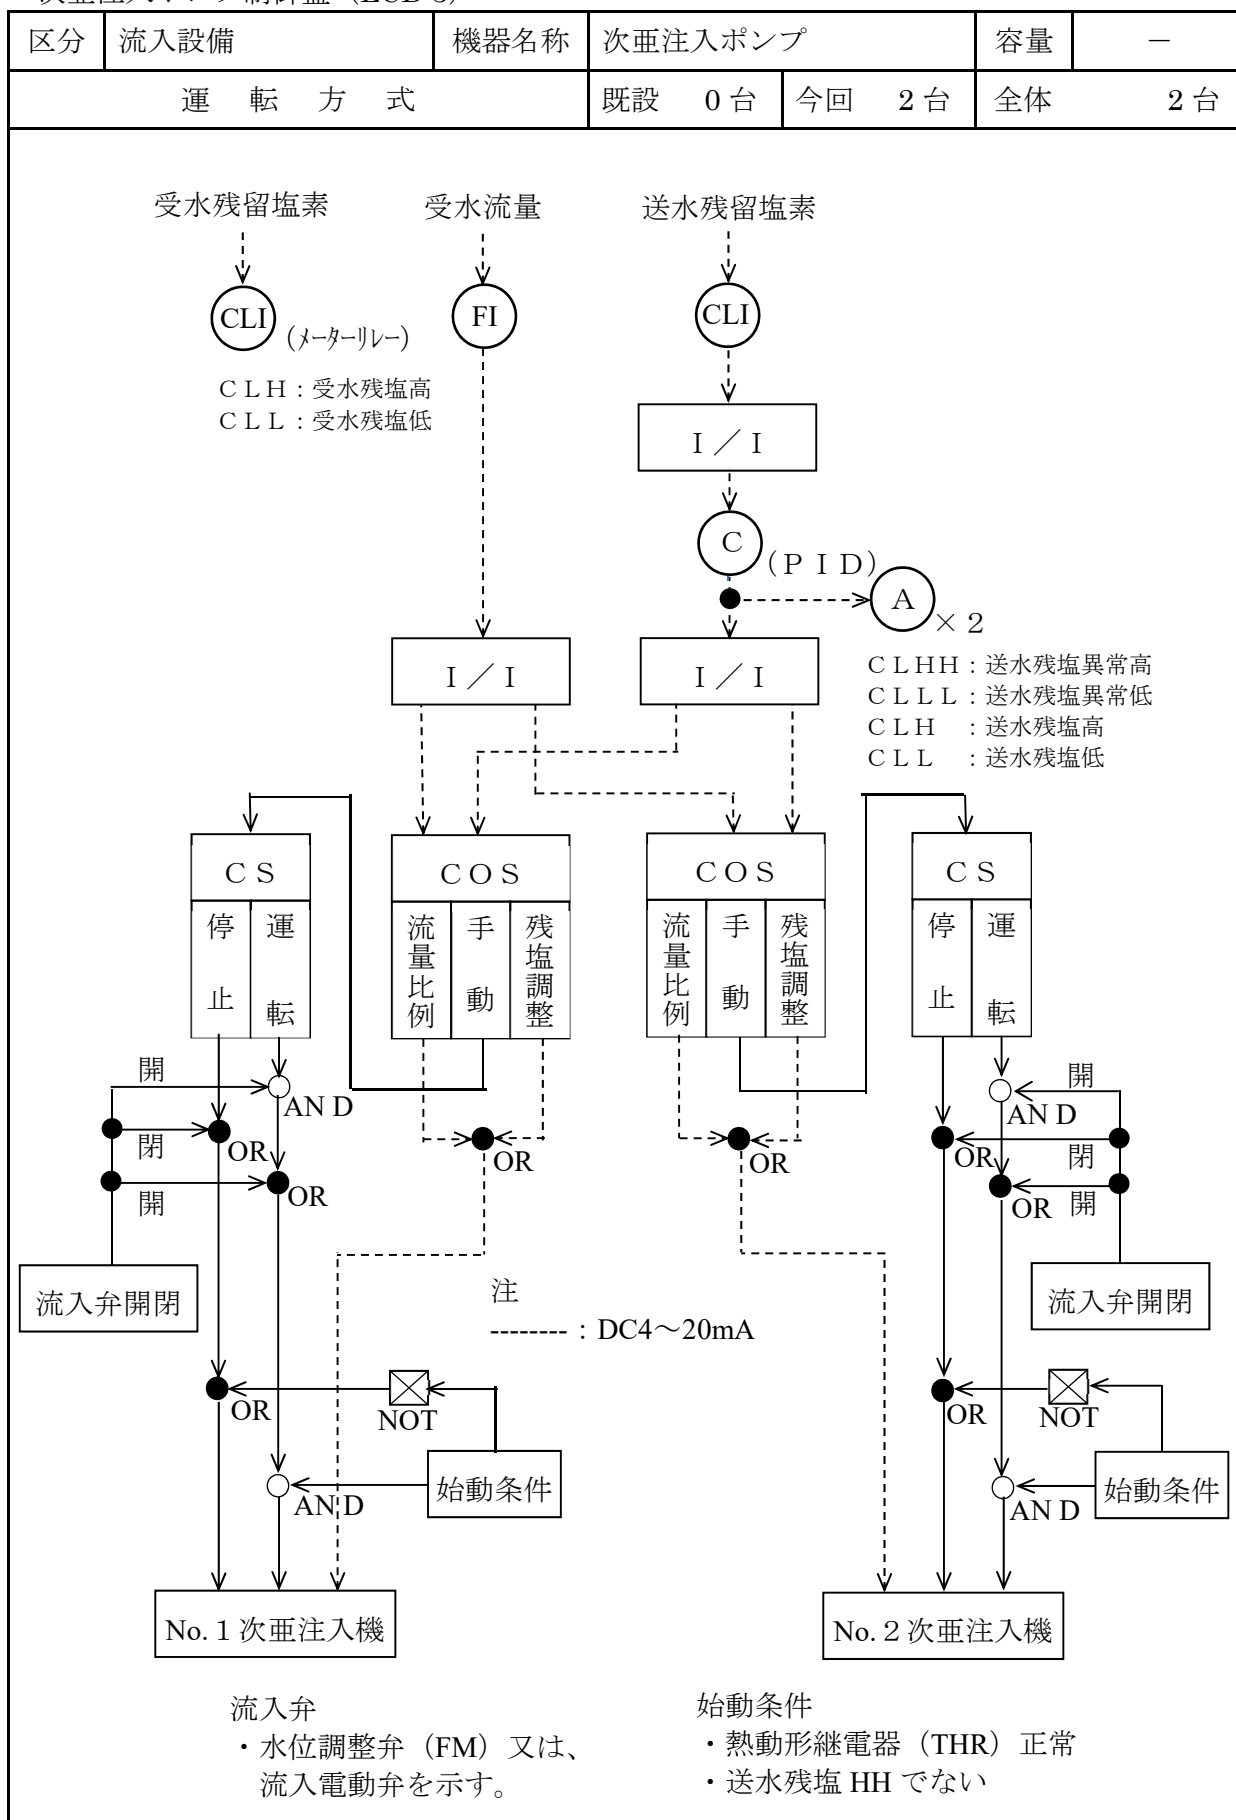 区分 流入設備 機器名称 次亜注入ポンプ 容量 －
運 転 方 式 既設 0台 今回 2台 全体 2台
受水残留塩素 受水流量 送水残留塩素
CLI (ﾒｰﾀｰﾘﾚｰ) FI CLI
ＣＬＨ：受水残塩高
ＣＬＬ：受水残塩低
Ｉ／Ｉ
Ｃ (ＰＩＤ)
Ａ ×２
Ｉ／Ｉ Ｉ／Ｉ
ＣＬＨＨ：送水残塩異常高
ＣＬＬＬ：送水残塩異常低
ＣＬＨ ：送水残塩高
ＣＬＬ ：送水残塩低
ＣＳ ＣＯＳ ＣＯＳ ＣＳ
停止 運転 流量比例 手動 残塩調整 流量比例 手動 残塩調整 停止 運転
開 AND AND 開
閉 OR OR OR OR 閉
開 OR OR 開
流入弁開閉 流入弁開閉
注
------- : DC4～20mA
OR NOT OR NOT
AND 始動条件 AND 始動条件
No.１次亜注入機 No.２次亜注入機
流入弁
・水位調整弁（FM）又は、
流入電動弁を示す。
始動条件
・熱動形継電器（THR）正常
・送水残塩 HH でない